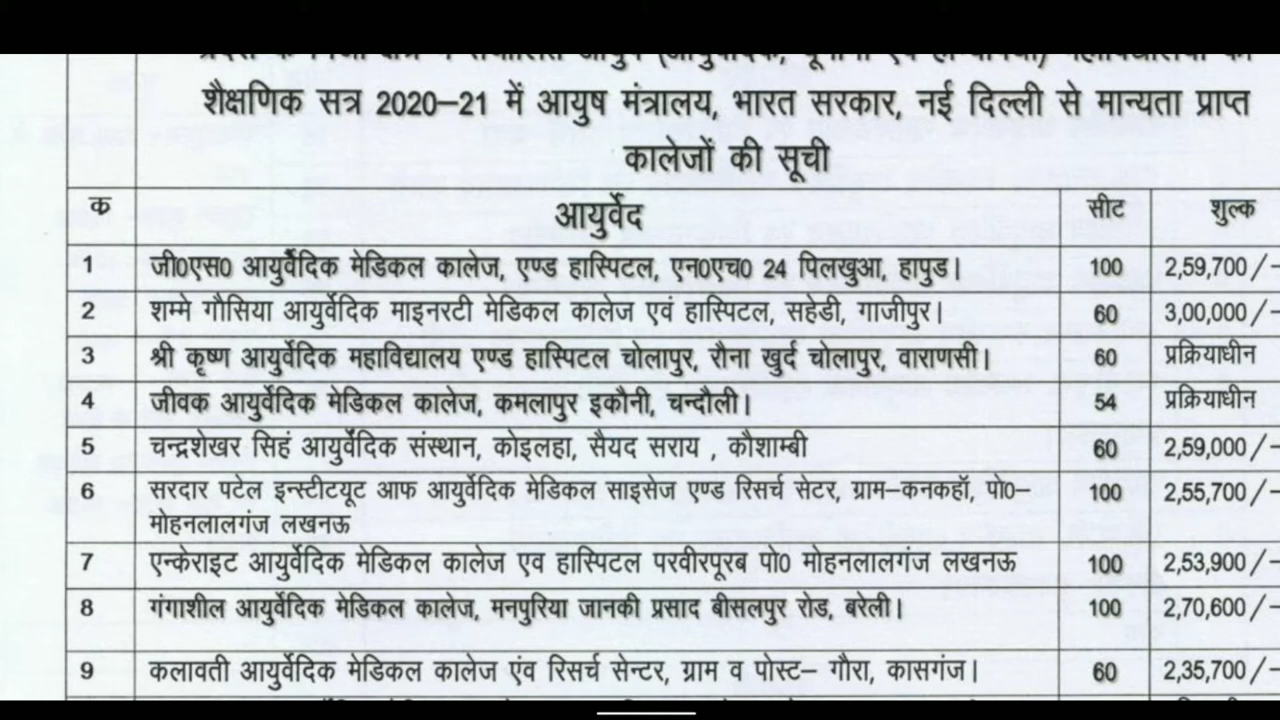 शैक्षणिक सत्र 2020–21 में आयुष मंत्रालय, भारत सरकार, नई दिल्ली से मान्यता प्राप्त
कालेजों की सूची
क आयुर्वेद सीट शुल्क
1 जी0एस0 आयुर्वेदिक मेडिकल कालेज, एण्ड हास्पिटल, एन0एच0 24 पिलखुआ, हापुड। 100 2,59,700/–
2 शम्मे गौसिया आयुर्वेदिक माइनरटी मेडिकल कालेज एवं हास्पिटल, सहेडी, गाजीपुर। 60 3,00,000/–
3 श्री कृष्ण आयुर्वेदिक महाविद्यालय एण्ड हास्पिटल चोलापुर, रौना खुर्द चोलापुर, वाराणसी। 60 प्रक्रियाधीन
4 जीवक आयुर्वेदिक मेडिकल कालेज, कमलापुर इकौनी, चन्दौली। 54 प्रक्रियाधीन
5 चन्द्रशेखर सिहं आयुर्वेदिक संस्थान, कोइलहा, सैयद सराय , कौशाम्बी 60 2,59,000/–
6 सरदार पटेल इन्स्टीटयूट आफ आयुर्वेदिक मेडिकल साइसेज एण्ड रिसर्च सेटर, ग्राम–कनकहॉ, पो0– 100 2,55,700/–
मोहनलालगंज लखनऊ
7 एन्केराइट आयुर्वेदिक मेडिकल कालेज एव हास्पिटल परवीरपूरब पो0 मोहनलालगंज लखनऊ 100 2,53,900/–
8 गंगाशील आयुर्वेदिक मेडिकल कालेज, मनपुरिया जानकी प्रसाद बीसलपुर रोड, बरेली। 100 2,70,600/–
9 कलावती आयुर्वेदिक मेडिकल कालेज एंव रिसर्च सेन्टर, ग्राम व पोस्ट– गौरा, कासगंज। 60 2,35,700/–